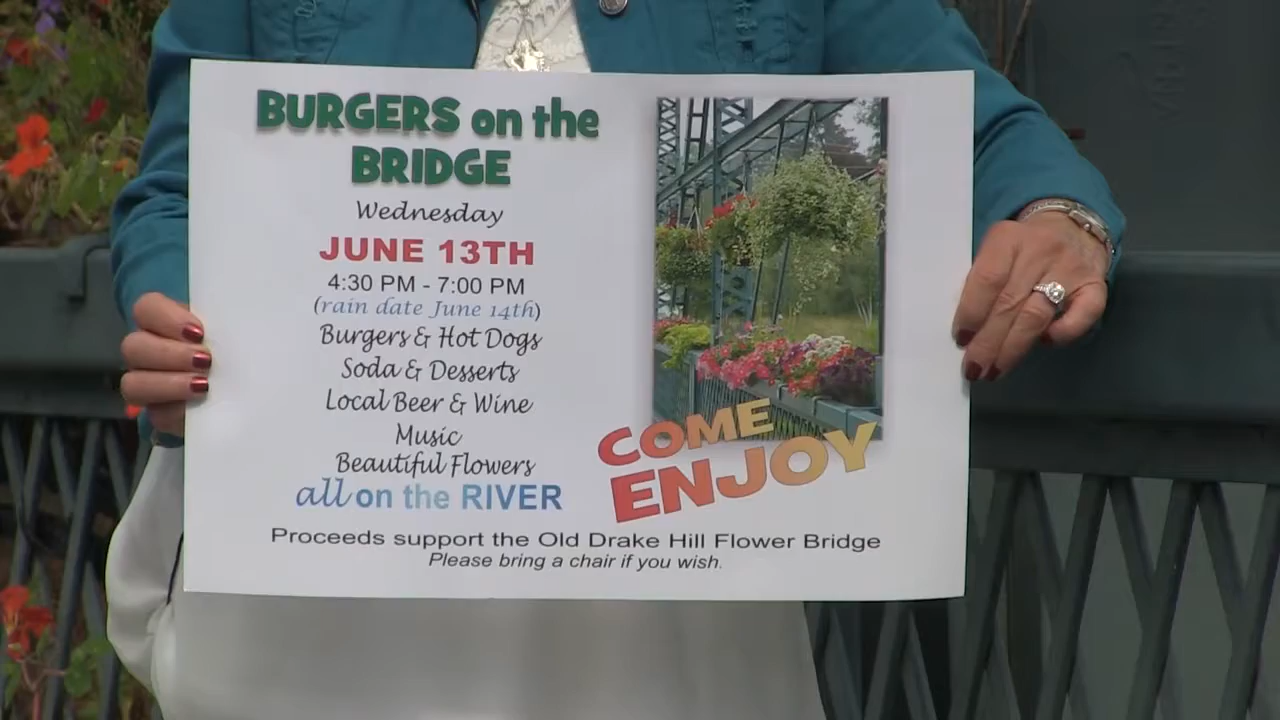 BURGERS on the
BRIDGE
Wednesday
JUNE 13TH
4:30 PM - 7:00 PM
(rain date June 14th)
Burgers & Hot Dogs
Soda & Desserts
Local Beer & Wine
Music
Beautiful Flowers
all on the RIVER
COME
ENJOY
Proceeds support the Old Drake Hill Flower Bridge
Please bring a chair if you wish.